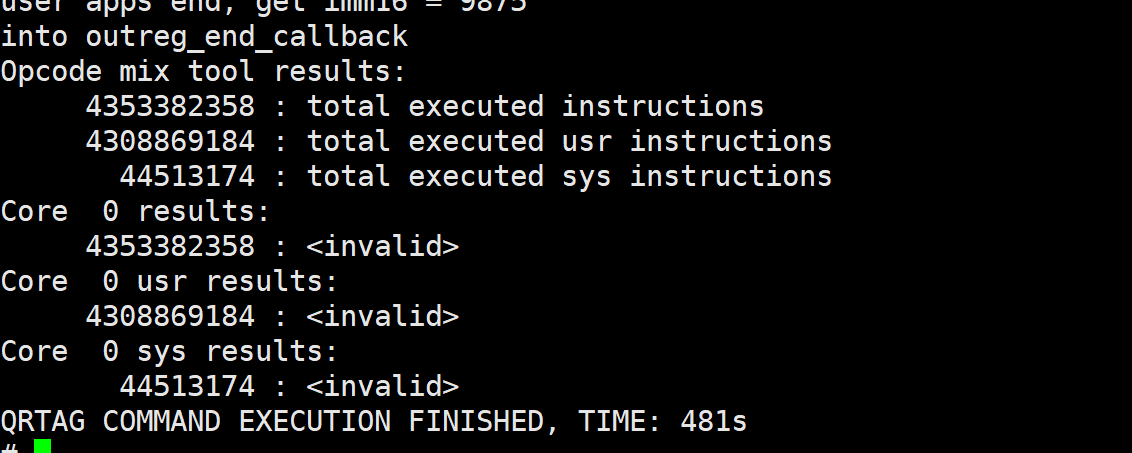 user apps end, get imm16 = 9875
into outreg_end_callback
Opcode mix tool results:
     4353382358 : total executed instructions
     4308869184 : total executed usr instructions
       44513174 : total executed sys instructions
Core  0 results:
     4353382358 : <invalid>
Core  0 usr results:
     4308869184 : <invalid>
Core  0 sys results:
       44513174 : <invalid>
QRTAG COMMAND EXECUTION FINISHED, TIME: 481s
#